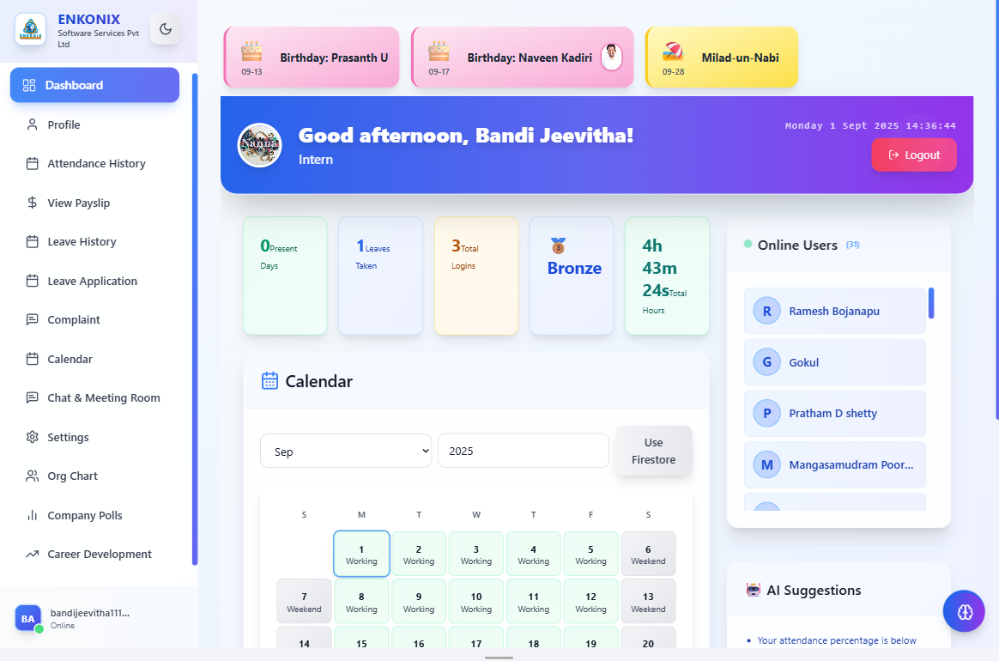 ENKONIX
Software Services Pvt
Ltd
Dashboard
Profile
Attendance History
View Payslip
Leave History
Leave Application
Complaint
Calendar
Chat & Meeting Room
Settings
Org Chart
Company Polls
Career Development
BA
bandijeevitha111...
Online
Birthday: Prasanth U
09-13
Birthday: Naveen Kadiri
09-17
Milad-un-Nabi
09-28
Nanna
Good afternoon, Bandi Jeevitha!
Intern
Monday 1 Sept 2025 14:36:44
Logout
0Present
Days
1Leaves
Taken
3Total
Logins
3
Bronze
4h
43m
24sTotal
Hours
Calendar
Sep
2025
Use
Firestore
S M T W T F S
1 2 3 4 5 6
Working Working Working Working Working Weekend
7 8 9 10 11 12 13
Weekend Working Working Working Working Working Weekend
14 15 16 17 18 19 20
Online Users (31)
R Ramesh Bojanapu
G Gokul
P Pratham D shetty
M Mangasamudram Poor...
AI Suggestions
• Your attendance percentage is below